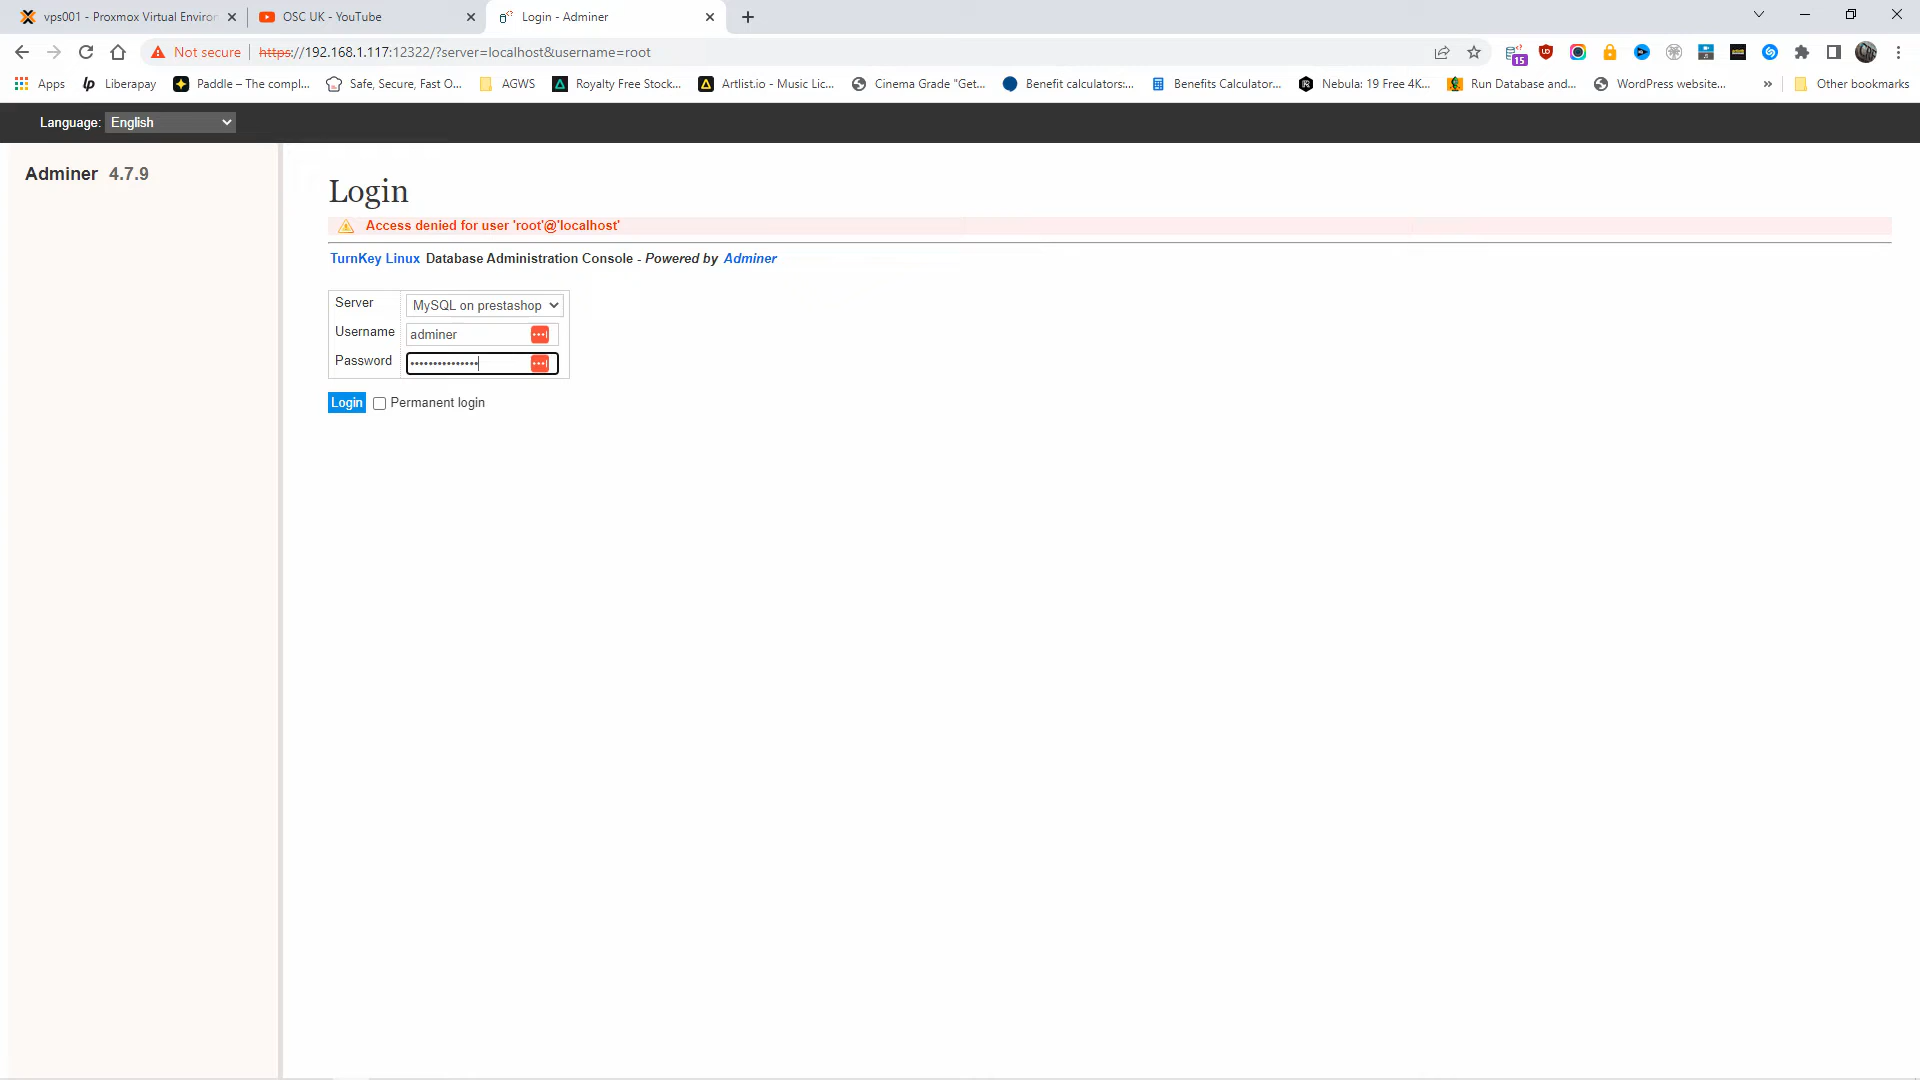 vps001 - Proxmox Virtual Enviror
OSC UK - YouTube
Login - Adminer
Not secure
https://192.168.1.117:12322/?server=localhost&username=root
15
Apps
Liberapay
Paddle – The compl...
Safe, Secure, Fast O...
AGWS
Royalty Free Stock...
Artlist.io - Music Lic...
Cinema Grade "Get...
Benefit calculators:...
Benefits Calculator...
Nebula: 19 Free 4K...
Run Database and...
WordPress website...
»
Other bookmarks
Language: English
Adminer 4.7.9
Login
Access denied for user 'root'@'localhost'
TurnKey Linux Database Administration Console - Powered by Adminer
Server MySQL on prestashop
Username adminer
Password •••••••••••••••
Login Permanent login